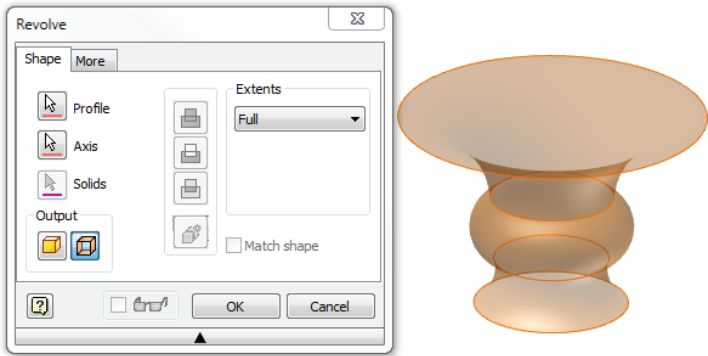 Revolve
Shape More
Profile
Axis
Solids
Output
Extents
Full
Match shape
OK Cancel